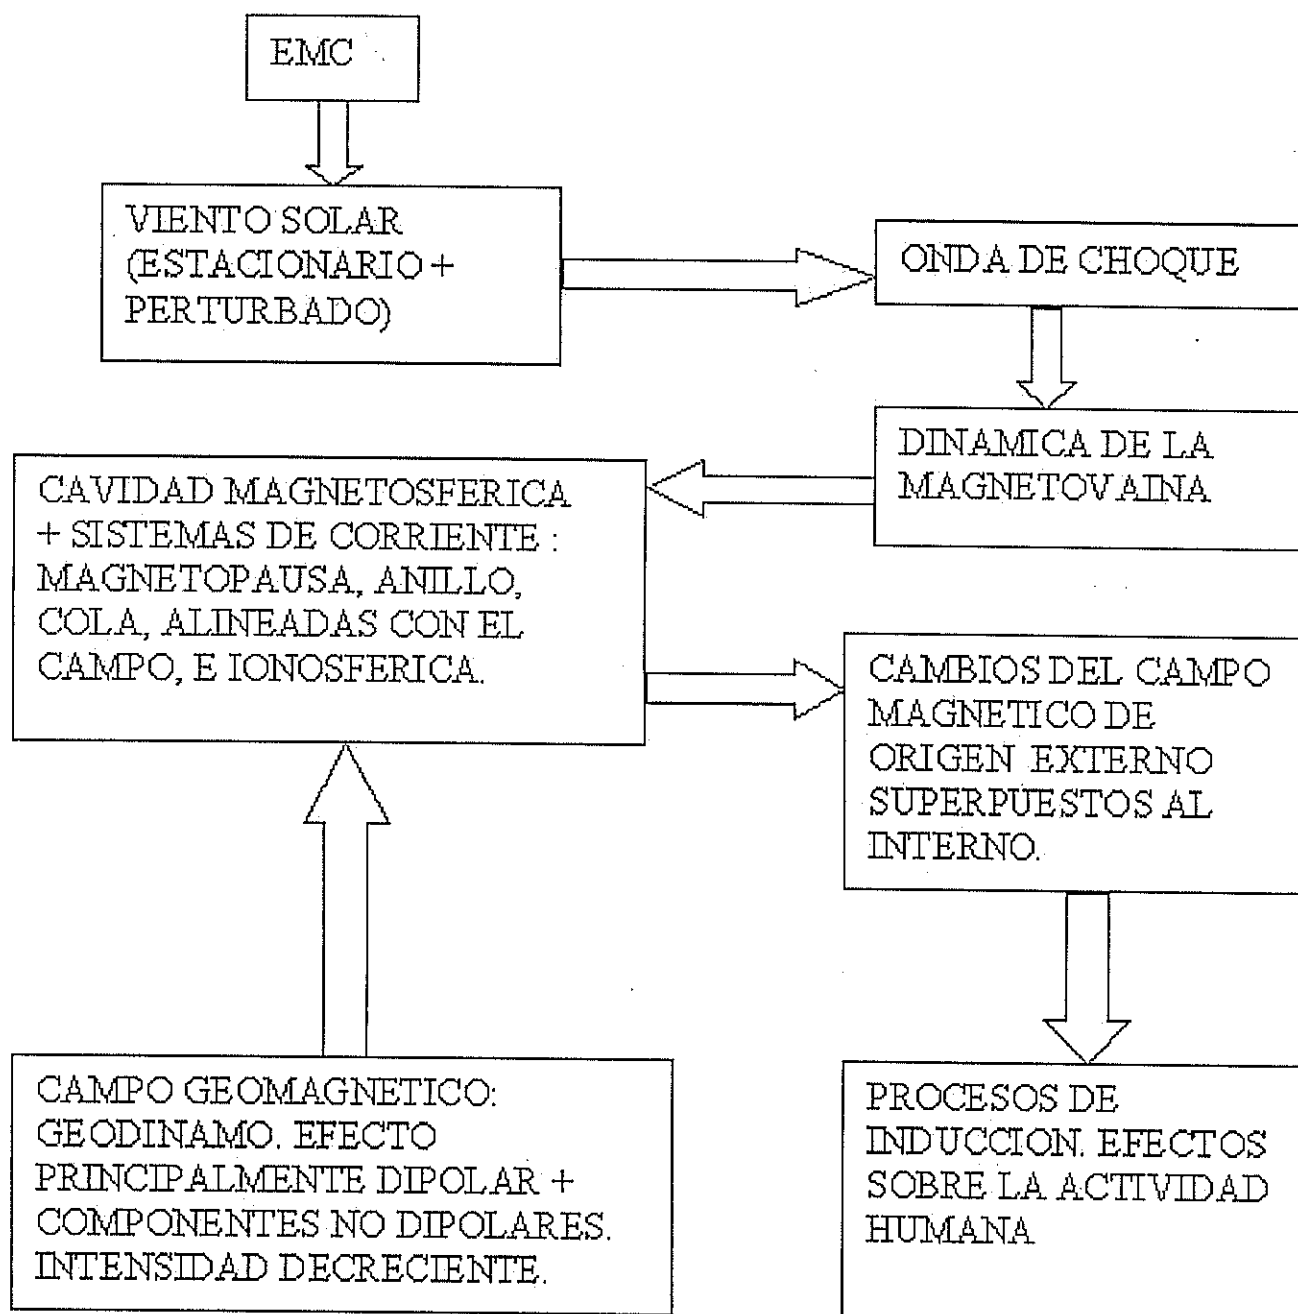 EMC
VIENTO SOLAR
(ESTACIONARIO +
PERTURBADO)
ONDA DE CHOQUE
DINAMICA DE LA
MAGNETOVAINA
CAVIDAD MAGNETOSFERICA
+ SISTEMAS DE CORRIENTE :
MAGNETOPAUSA, ANILLO,
COLA, ALINEADAS CON EL
CAMPO, E IONOSFERICA.
CAMBIOS DEL CAMPO
MAGNETICO DE
ORIGEN EXTERNO
SUPERPUESTOS AL
INTERNO.
CAMPO GEOMAGNETICO:
GEODINAMO. EFECTO
PRINCIPALMENTE DIPOLAR +
COMPONENTES NO DIPOLARES.
INTENSIDAD DECRECIENTE.
PROCESOS DE
INDUCCION. EFECTOS
SOBRE LA ACTIVIDAD
HUMANA